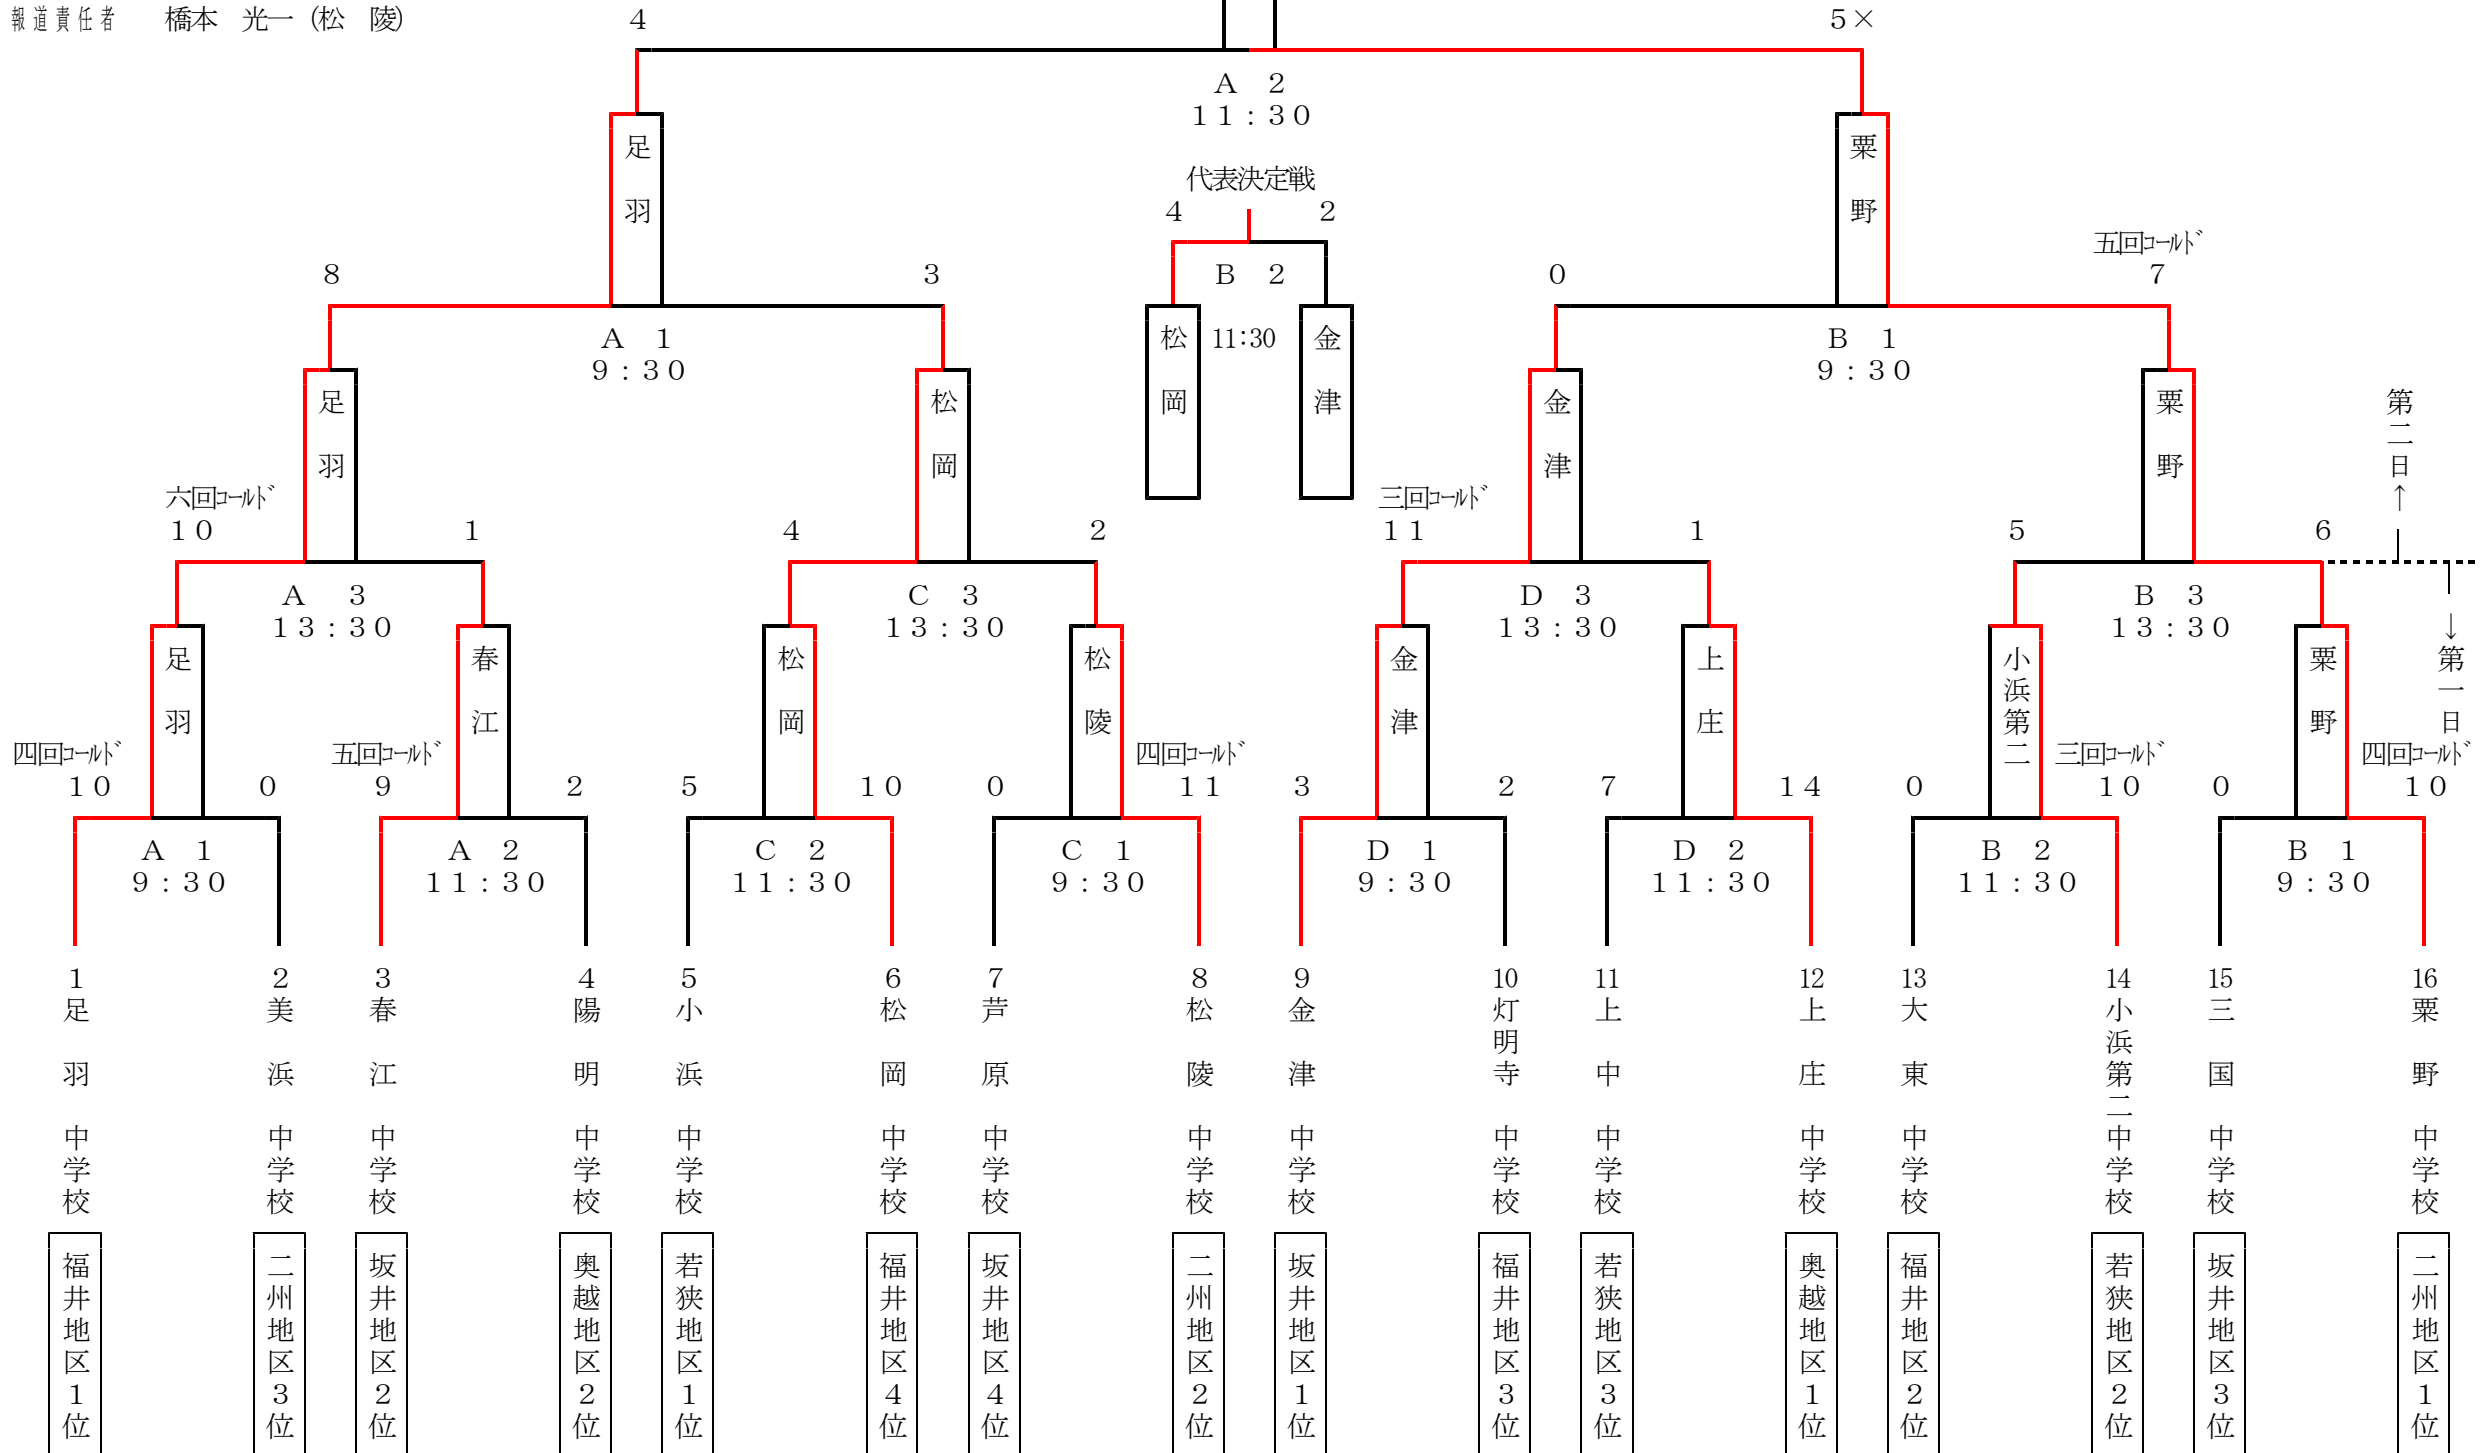 報道責任者　橋本　光一（松　陵）
4
5×
A　2
11：30
足羽
粟野
代表決定戦
4
2
B　2
11:30
松岡
金津
8
3
A　1
9：30
0
五回コールド
7
B　1
9：30
足羽
松岡
金津
粟野
第二日↑
六回コールド
10
1
A　3
13：30
4
2
C　3
13：30
三回コールド
11
1
D　3
13：30
5
6
B　3
13：30
↓第一日
足羽
春江
松岡
松陵
金津
上庄
小浜第二
粟野
四回コールド
10
0
A　1
9：30
五回コールド
9
2
A　2
11：30
5
10
C　2
11：30
0
四回コールド
11
C　1
9：30
3
2
D　1
9：30
7
14
D　2
11：30
0
三回コールド
10
B　2
11：30
0
四回コールド
10
B　1
9：30
1
足羽中学校
福井地区1位
2
美浜中学校
二州地区3位
3
春江中学校
坂井地区2位
4
陽明中学校
奥越地区2位
5
小浜中学校
若狭地区1位
6
松岡中学校
福井地区4位
7
芦原中学校
坂井地区4位
8
松陵中学校
二州地区2位
9
金津中学校
坂井地区1位
10
灯明寺中学校
福井地区3位
11
上中中学校
若狭地区3位
12
上庄中学校
奥越地区1位
13
大東中学校
福井地区2位
14
小浜第二中学校
若狭地区2位
15
三国中学校
坂井地区3位
16
粟野中学校
二州地区1位